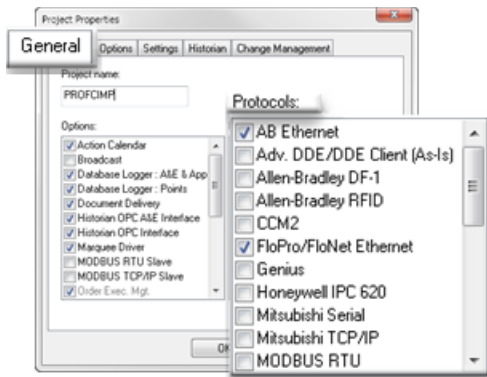 Project Properties
General
Options
Settings
Historian
Change Management
Project name:
PROFCIMP
Options:
Action Calendar
Broadcast
Database Logger : A&E & App
Database Logger : Points
Document Delivery
Historian OPC A&E Interface
Historian OPC Interface
Marquee Driver
MODBUS RTU Slave
MODBUS TCP/IP Slave
Order Exec. Mgt.
Protocols:
AB Ethernet
Adv. DDE/DDE Client (As-Is)
Allen-Bradley DF-1
Allen-Bradley RFID
CCM2
FloPro/FloNet Ethernet
Genius
Honeywell IPC 620
Mitsubishi Serial
Mitsubishi TCP/IP
MODBUS RTU